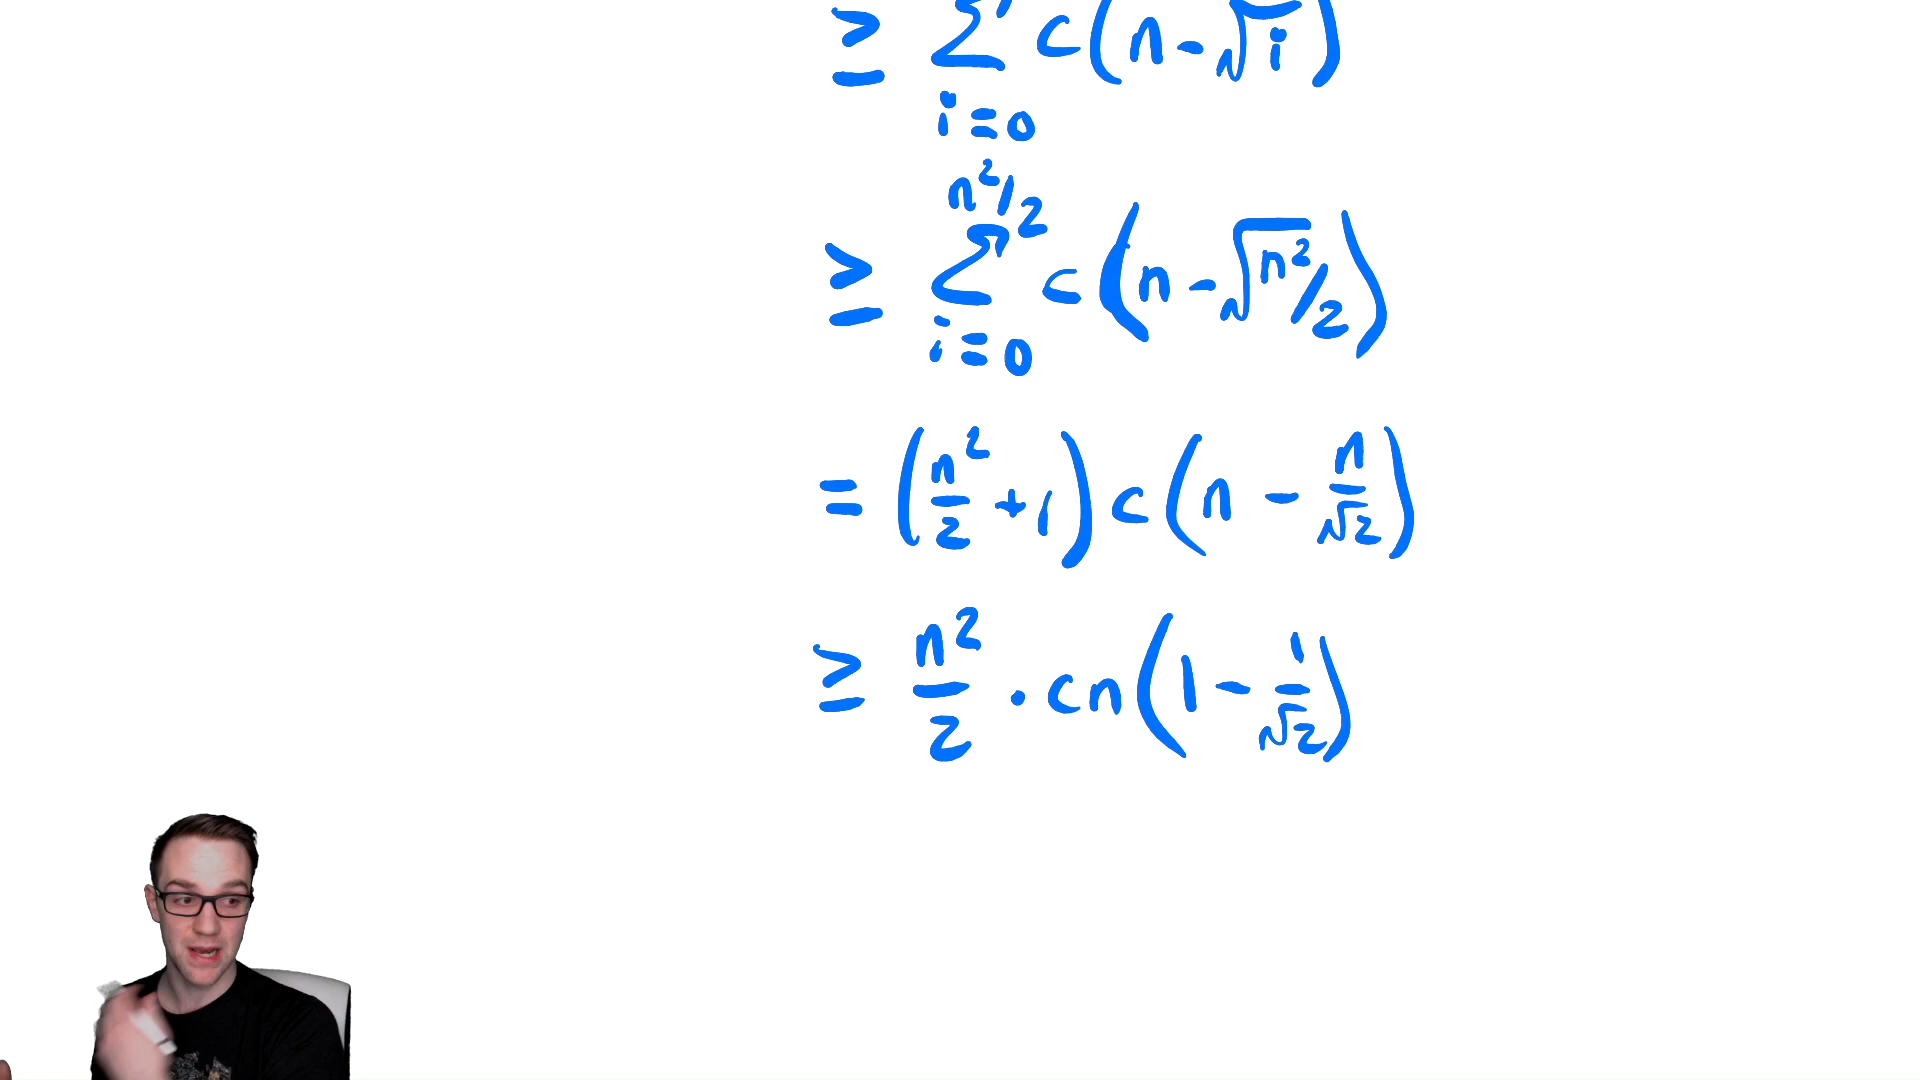 ≥ ∑_{i=0} c(n-√i)
≥ ∑_{i=0}^{n²/2} c(n-√(n²/2))
= (n²/2 + 1) c(n - n/√2)
≥ n²/2 · cn(1 - 1/√2)